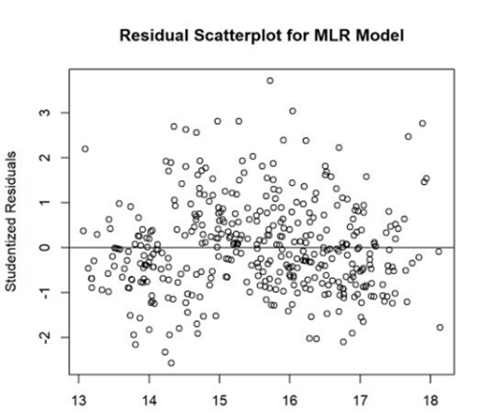 Residual Scatterplot for MLR Model
Studentized Residuals
3
2
1
0
-1
-2
13 14 15 16 17 18